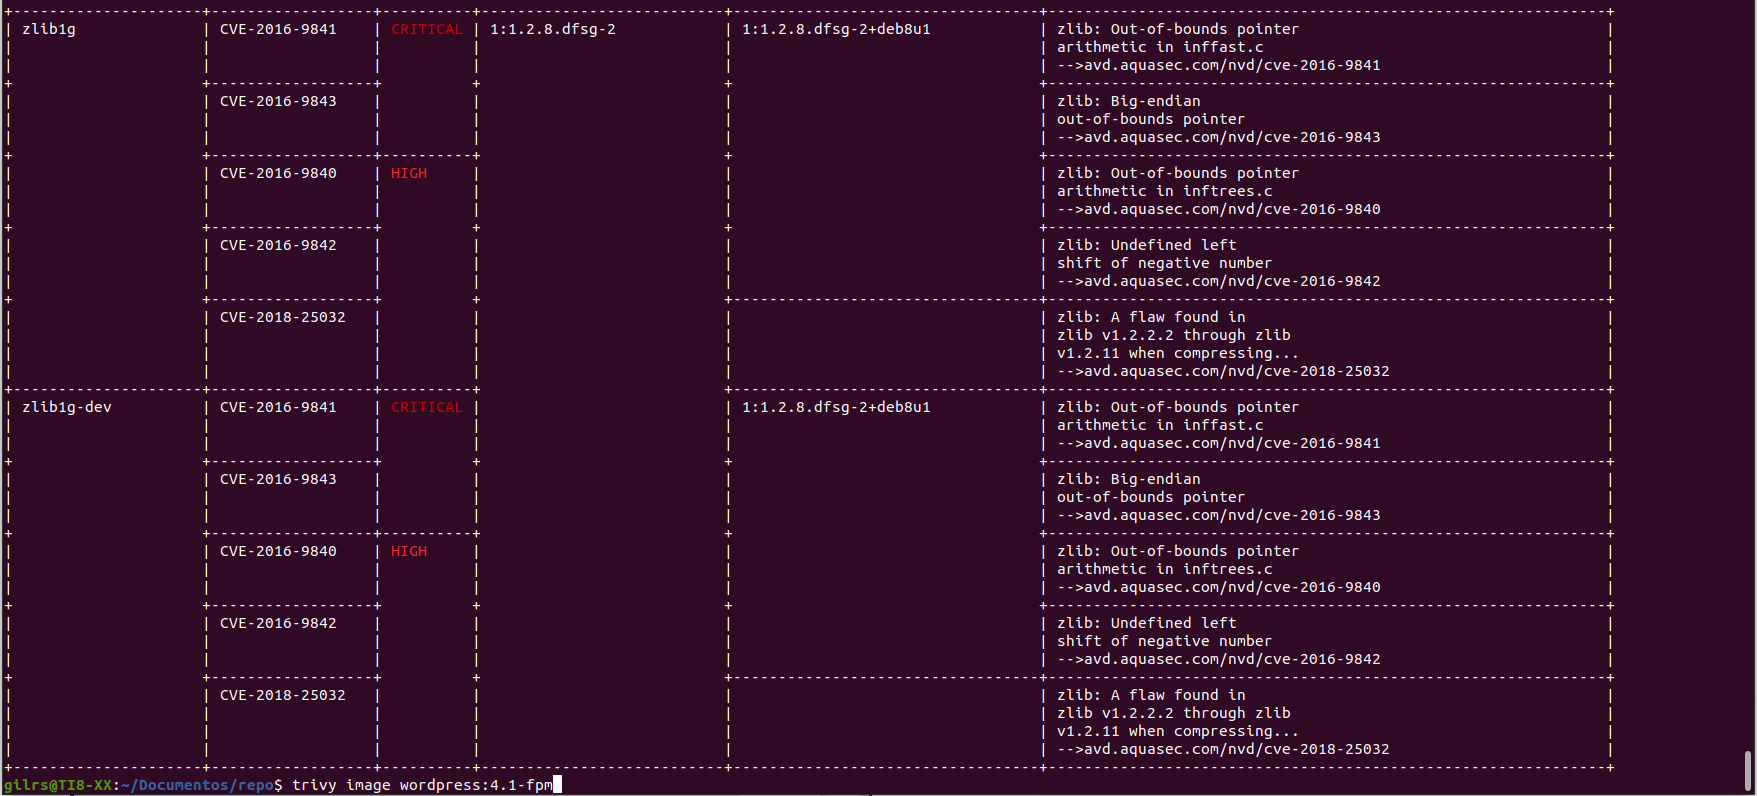 zlib1g CVE-2016-9841 CRITICAL 1:1.2.8.dfsg-2 1:1.2.8.dfsg-2+deb8u1 zlib: Out-of-bounds pointer
arithmetic in inffast.c
-->avd.aquasec.com/nvd/cve-2016-9841
CVE-2016-9843 zlib: Big-endian
out-of-bounds pointer
-->avd.aquasec.com/nvd/cve-2016-9843
CVE-2016-9840 HIGH zlib: Out-of-bounds pointer
arithmetic in inftrees.c
-->avd.aquasec.com/nvd/cve-2016-9840
CVE-2016-9842 zlib: Undefined left
shift of negative number
-->avd.aquasec.com/nvd/cve-2016-9842
CVE-2018-25032 zlib: A flaw found in
zlib v1.2.2.2 through zlib
v1.2.11 when compressing...
-->avd.aquasec.com/nvd/cve-2018-25032
zlib1g-dev CVE-2016-9841 CRITICAL 1:1.2.8.dfsg-2+deb8u1 zlib: Out-of-bounds pointer
arithmetic in inffast.c
-->avd.aquasec.com/nvd/cve-2016-9841
CVE-2016-9843 zlib: Big-endian
out-of-bounds pointer
-->avd.aquasec.com/nvd/cve-2016-9843
CVE-2016-9840 HIGH zlib: Out-of-bounds pointer
arithmetic in inftrees.c
-->avd.aquasec.com/nvd/cve-2016-9840
CVE-2016-9842 zlib: Undefined left
shift of negative number
-->avd.aquasec.com/nvd/cve-2016-9842
CVE-2018-25032 zlib: A flaw found in
zlib v1.2.2.2 through zlib
v1.2.11 when compressing...
-->avd.aquasec.com/nvd/cve-2018-25032
gilrs@TI8-XX:~/Documentos/repo$ trivy image wordpress:4.1-fpm